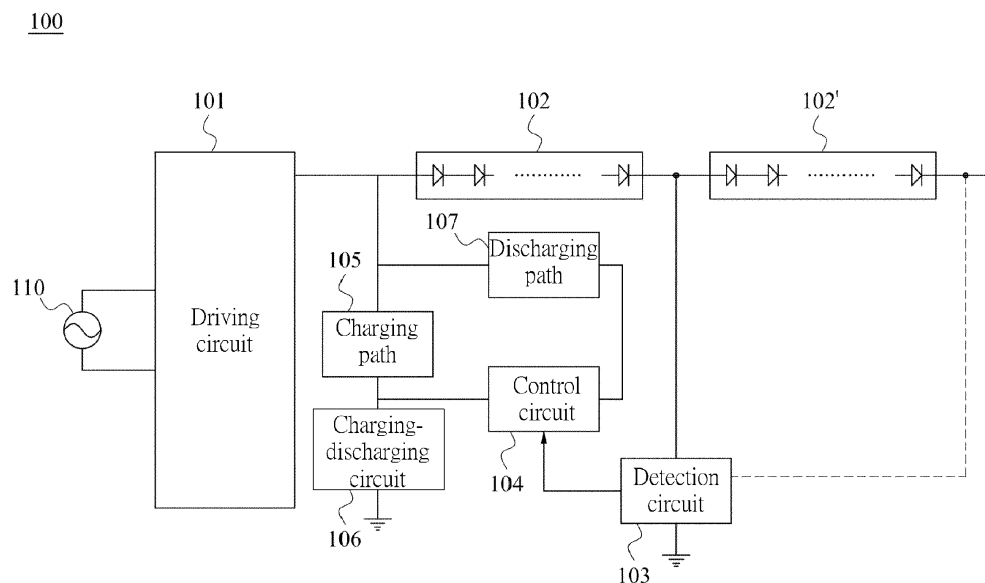 100
101
102
102'
107
Discharging
path
105
110
Driving
circuit
Charging
path
Control
circuit
Charging-
discharging
circuit
104
Detection
circuit
106
103